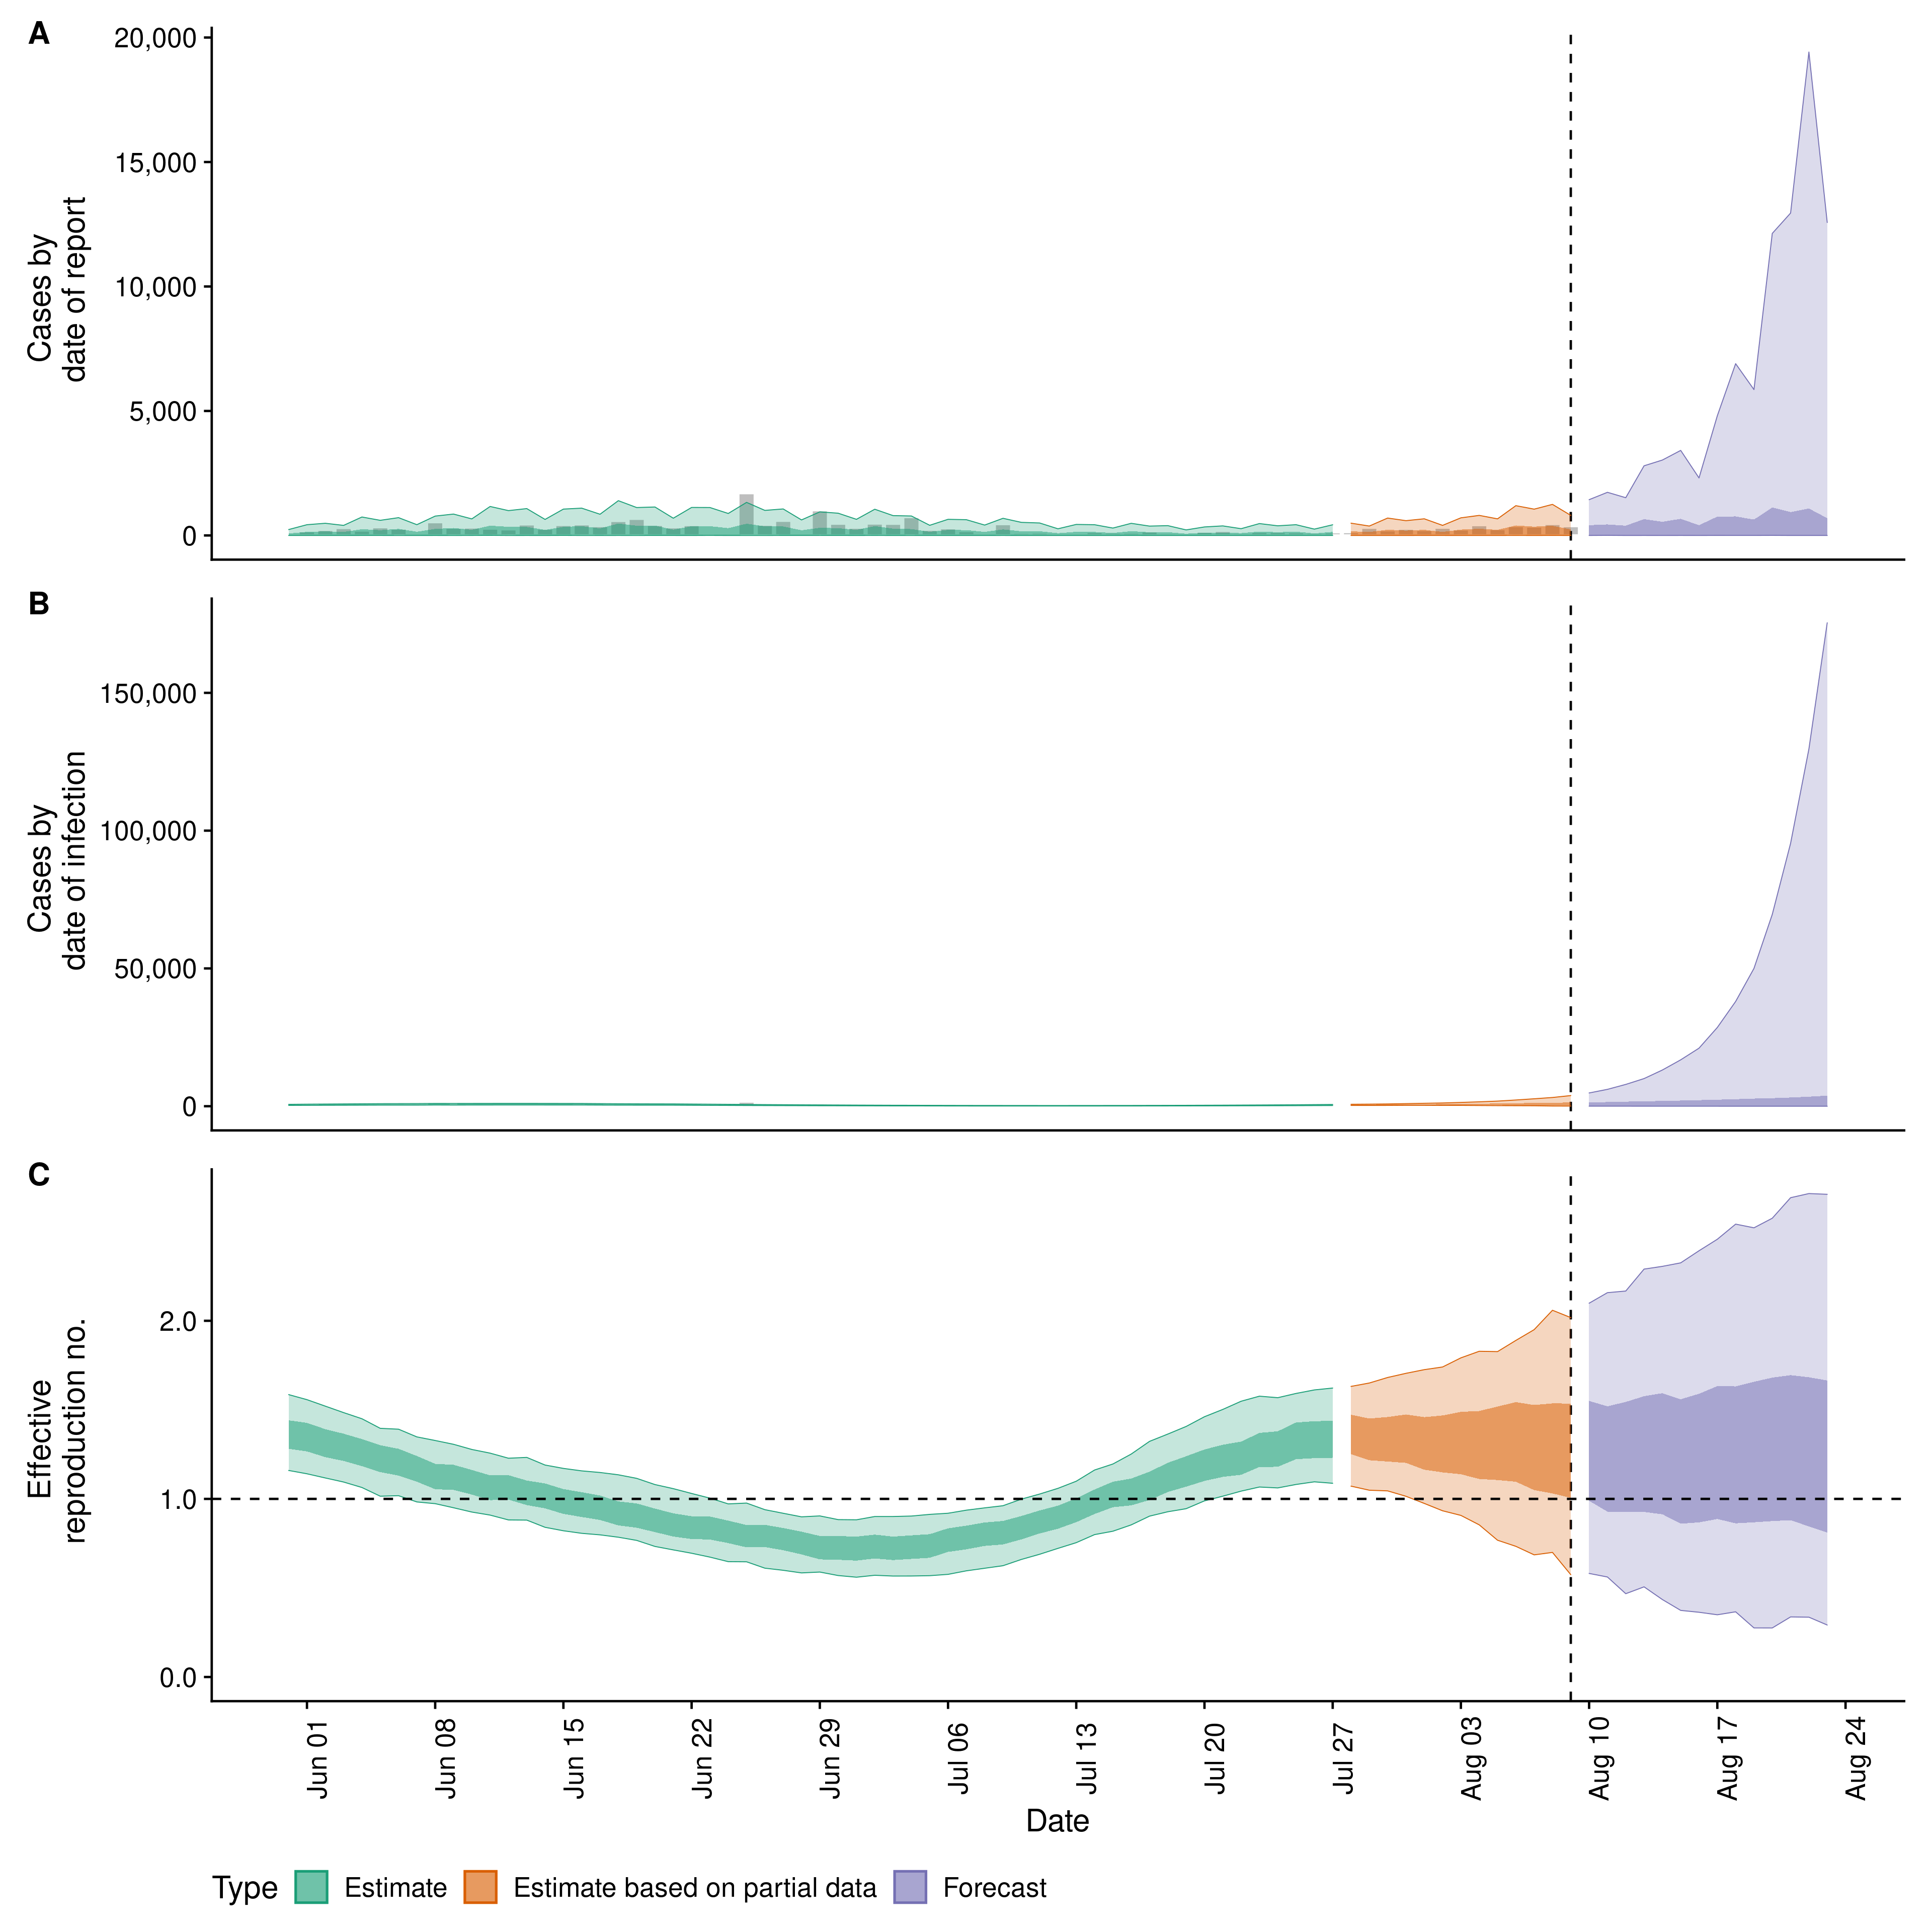 A
20,000
15,000
10,000
5,000
0
Cases by
date of report
B
150,000
100,000
50,000
0
Cases by
date of infection
C
2.0
1.0
0.0
Effective
reproduction no.
Jun 01
Jun 08
Jun 15
Jun 22
Jun 29
Jul 06
Jul 13
Jul 20
Jul 27
Aug 03
Aug 10
Aug 17
Aug 24
Date
Type Estimate Estimate based on partial data Forecast